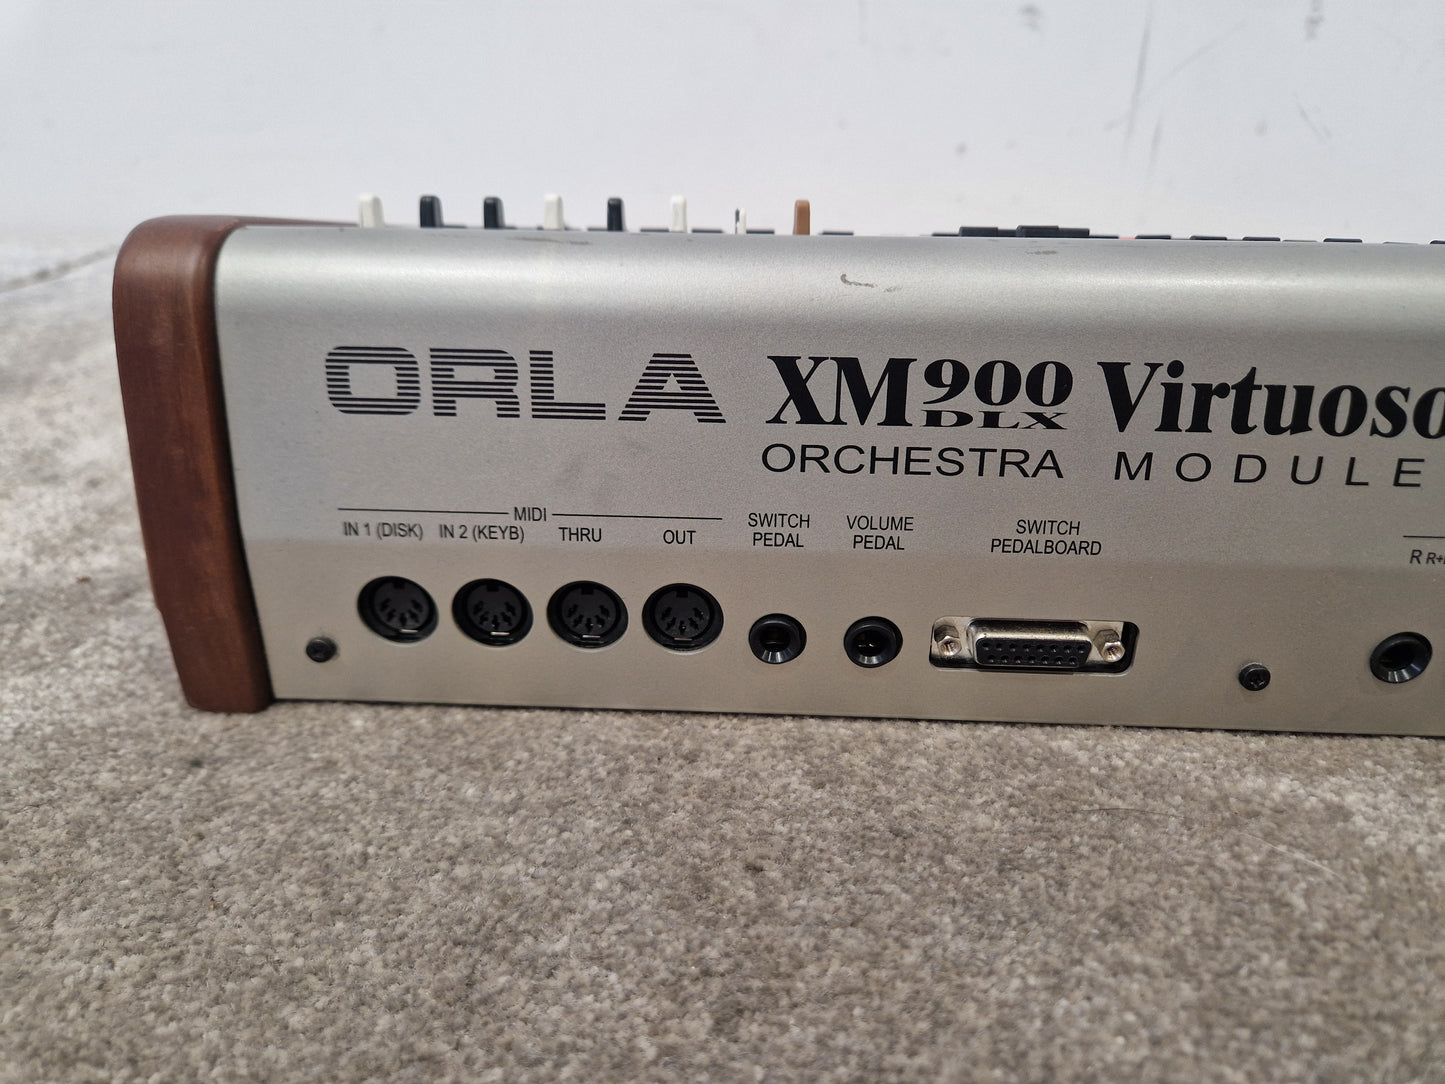 ORLA
XM900 DLX Virtuoso
ORCHESTRA MODULE
MIDI
IN 1 (DISK) IN 2 (KEYB) THRU OUT
SWITCH PEDAL
VOLUME PEDAL
SWITCH PEDALBOARD
R